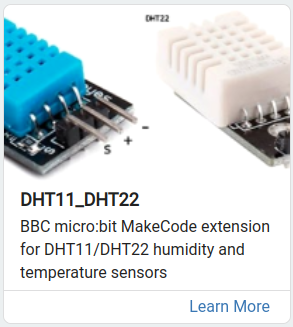 DHT22
S + -
DHT11_DHT22
BBC micro:bit MakeCode extension
for DHT11/DHT22 humidity and
temperature sensors
Learn More